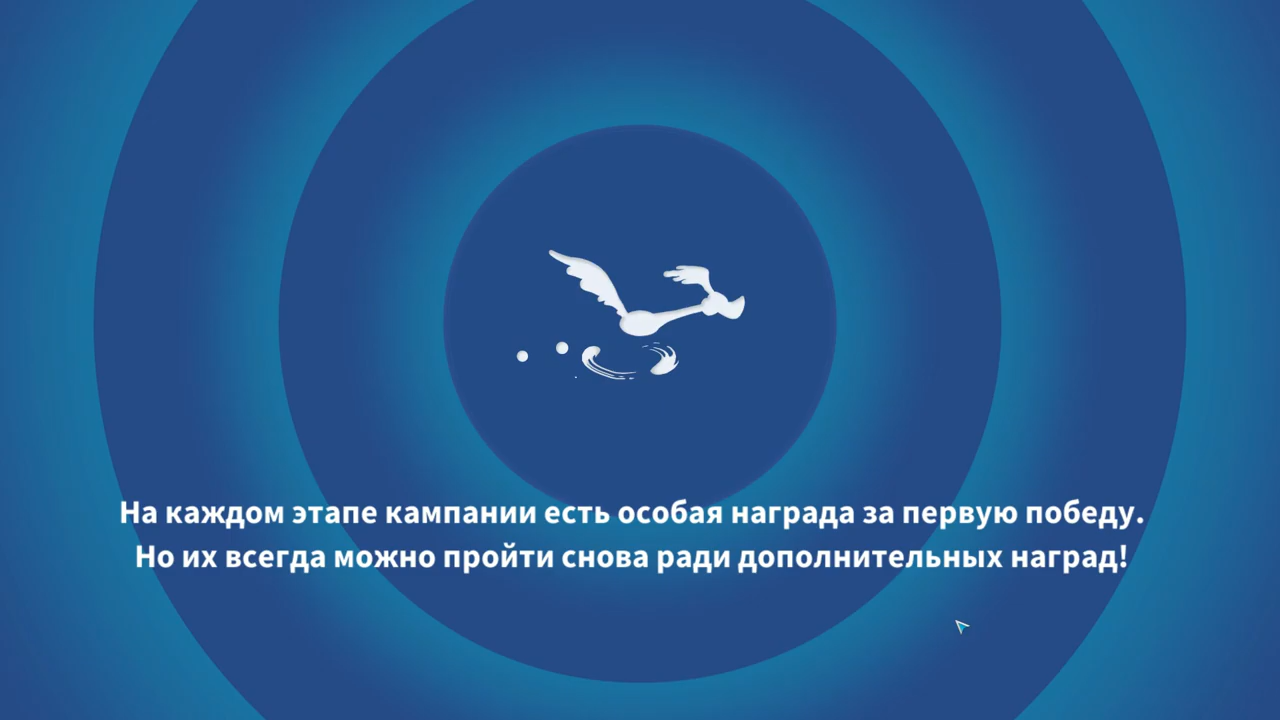 На каждом этапе кампании есть особая награда за первую победу.
Но их всегда можно пройти снова ради дополнительных наград!